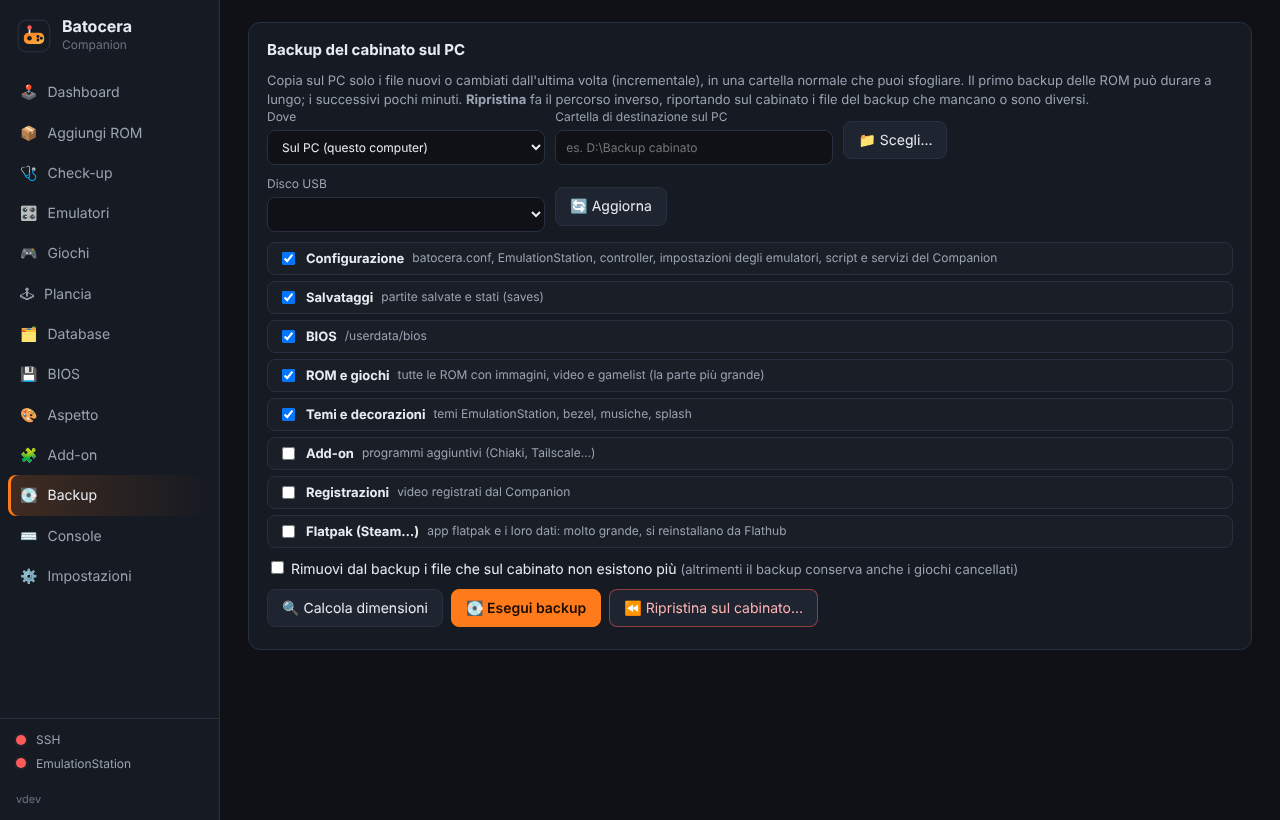 Batocera
Companion
Dashboard
Aggiungi ROM
Check-up
Emulatori
Giochi
Plancia
Database
BIOS
Aspetto
Add-on
Backup
Console
Impostazioni
SSH
EmulationStation
vdev
Backup del cabinato sul PC
Copia sul PC solo i file nuovi o cambiati dall'ultima volta (incrementale), in una cartella normale che puoi sfogliare. Il primo backup delle ROM può durare a
lungo; i successivi pochi minuti. Ripristina fa il percorso inverso, riportando sul cabinato i file del backup che mancano o sono diversi.
Dove
Cartella di destinazione sul PC
Sul PC (questo computer)
es. D:\Backup cabinato
Scegli...
Disco USB
Aggiorna
Configurazione batocera.conf, EmulationStation, controller, impostazioni degli emulatori, script e servizi del Companion
Salvataggi partite salvate e stati (saves)
BIOS /userdata/bios
ROM e giochi tutte le ROM con immagini, video e gamelist (la parte più grande)
Temi e decorazioni temi EmulationStation, bezel, musiche, splash
Add-on programmi aggiuntivi (Chiaki, Tailscale...)
Registrazioni video registrati dal Companion
Flatpak (Steam...) app flatpak e i loro dati: molto grande, si reinstallano da Flathub
Rimuovi dal backup i file che sul cabinato non esistono più (altrimenti il backup conserva anche i giochi cancellati)
Calcola dimensioni
Esegui backup
Ripristina sul cabinato...